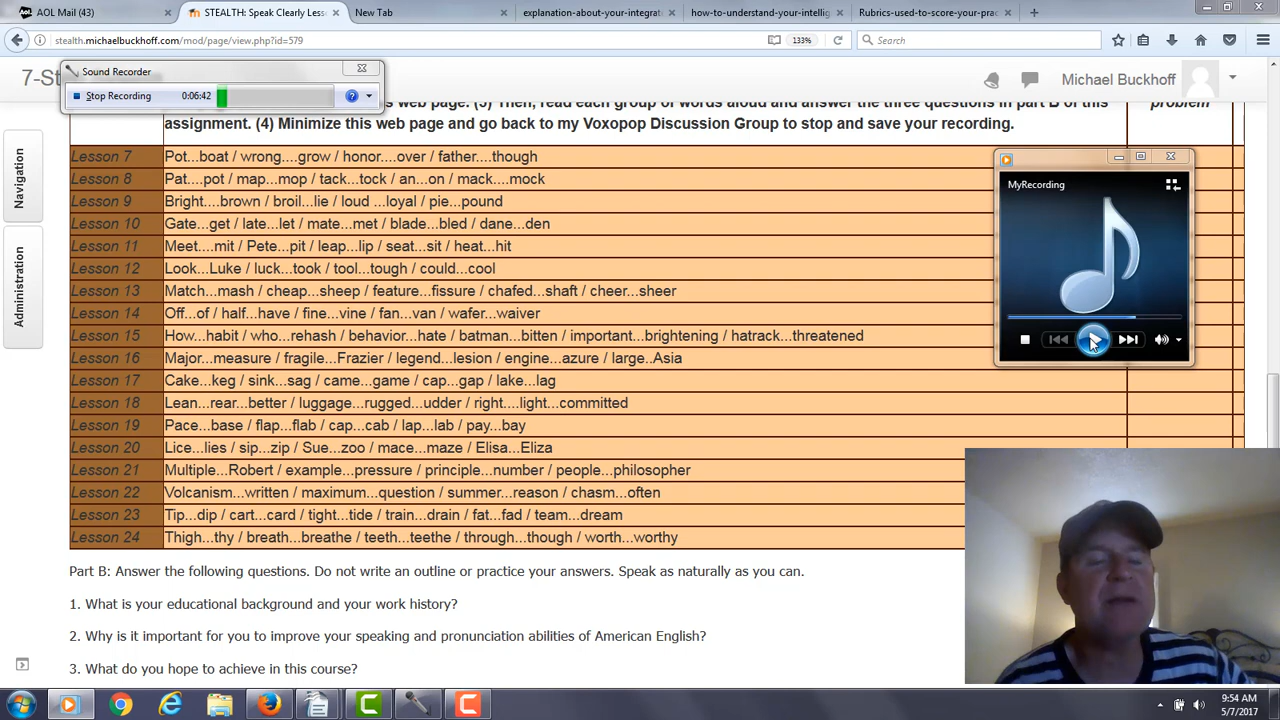 AOL Mail (43)
STEALTH: Speak Clearly Less
New Tab
explanation-about-your-integrat
how-to-understand-your-intellig
Rubrics-used-to-score-your-prac
stealth.michaelbuckhoff.com/mod/page/view.php?id=579
133%
Search
7-St
Michael Buckhoff
Sound Recorder
Stop Recording 0:06:42
is web page. (3) Then, read each group of words aloud and answer the three questions in part B of this
problem
assignment. (4) Minimize this web page and go back to my Voxopop Discussion Group to stop and save your recording.
Navigation
Administration
Lesson 7 Pot...boat / wrong....grow / honor....over / father....though
Lesson 8 Pat....pot / map...mop / tack...tock / an...on / mack....mock
Lesson 9 Bright....brown / broil...lie / loud ...loyal / pie...pound
Lesson 10 Gate...get / late...let / mate...met / blade...bled / dane...den
Lesson 11 Meet....mit / Pete...pit / leap...lip / seat...sit / heat...hit
Lesson 12 Look...Luke / luck...took / tool...tough / could...cool
Lesson 13 Match...mash / cheap...sheep / feature...fissure / chafed...shaft / cheer...sheer
Lesson 14 Off...of / half...have / fine...vine / fan...van / wafer...waiver
Lesson 15 How...habit / who...rehash / behavior...hate / batman...bitten / important...brightening / hatrack...threatened
Lesson 16 Major...measure / fragile...Frazier / legend...lesion / engine...azure / large..Asia
Lesson 17 Cake...keg / sink...sag / came...game / cap...gap / lake...lag
Lesson 18 Lean...rear...better / luggage...rugged...udder / right....light...committed
Lesson 19 Pace...base / flap...flab / cap...cab / lap...lab / pay...bay
Lesson 20 Lice...lies / sip...zip / Sue...zoo / mace...maze / Elisa...Eliza
Lesson 21 Multiple...Robert / example...pressure / principle...number / people...philosopher
Lesson 22 Volcanism...written / maximum...question / summer...reason / chasm...often
Lesson 23 Tip...dip / cart...card / tight...tide / train...drain / fat...fad / team...dream
Lesson 24 Thigh...thy / breath...breathe / teeth...teethe / through...though / worth...worthy
MyRecording
Part B: Answer the following questions. Do not write an outline or practice your answers. Speak as naturally as you can.
1. What is your educational background and your work history?
2. Why is it important for you to improve your speaking and pronunciation abilities of American English?
3. What do you hope to achieve in this course?
9:54 AM
5/7/2017